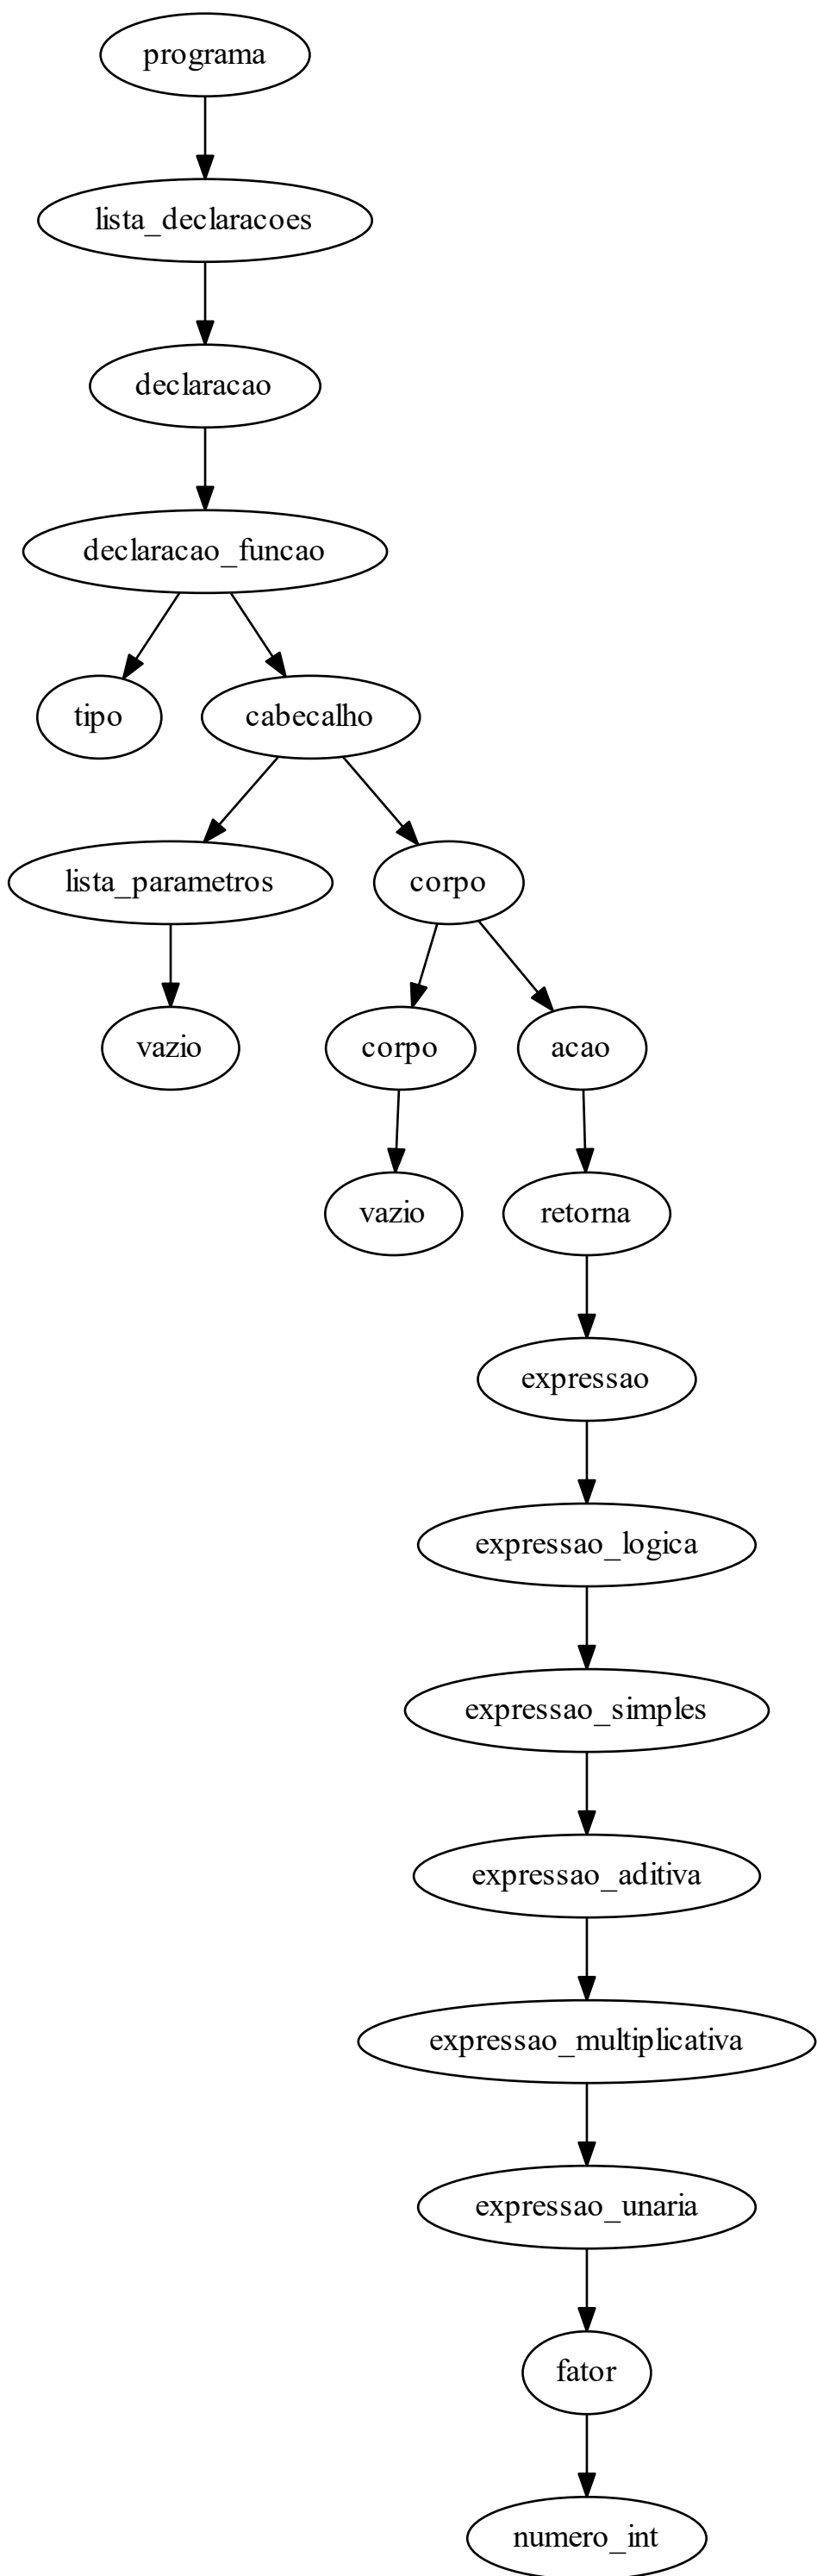 programa
lista_declaracoes
declaracao
declaracao_funcao
tipo
cabecalho
lista_parametros
corpo
vazio
corpo
acao
vazio
retorna
expressao
expressao_logica
expressao_simples
expressao_aditiva
expressao_multiplicativa
expressao_unaria
fator
numero_int